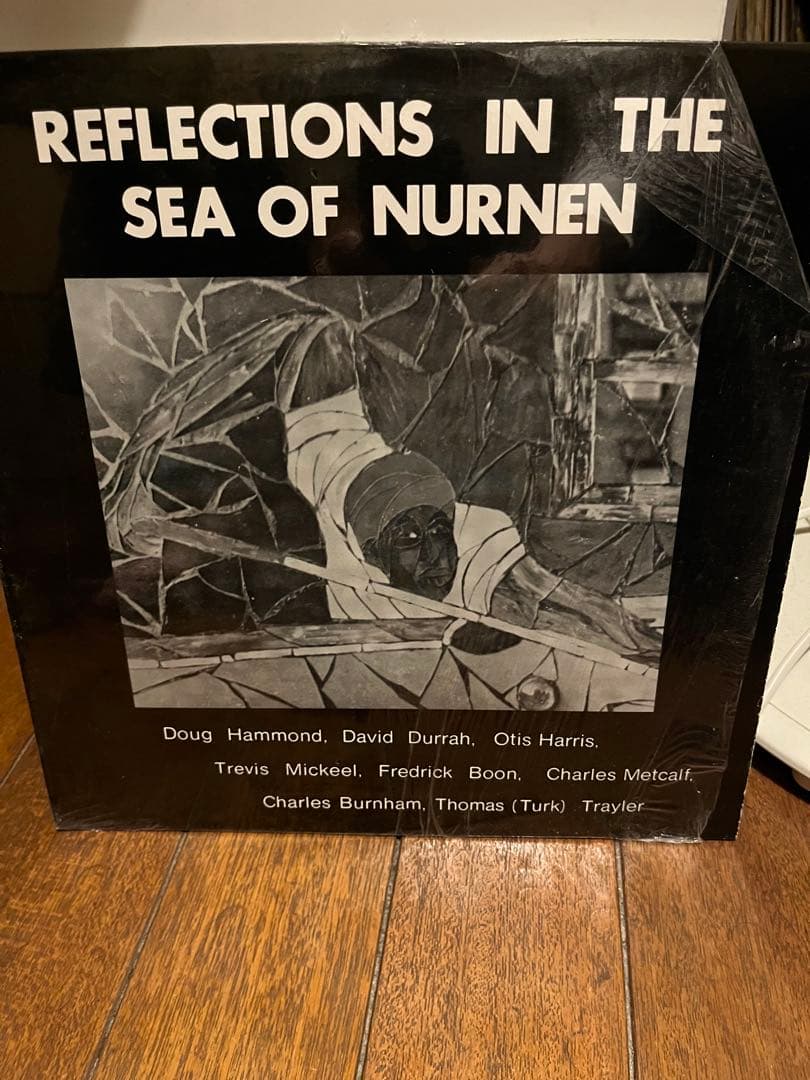 REFLECTIONS IN THE
SEA OF NURNEN
Doug Hammond, David Durrah, Otis Harris,
Trevis Mickeel, Fredrick Boon, Charles Metcalf,
Charles Burnham, Thomas (Turk) Trayler